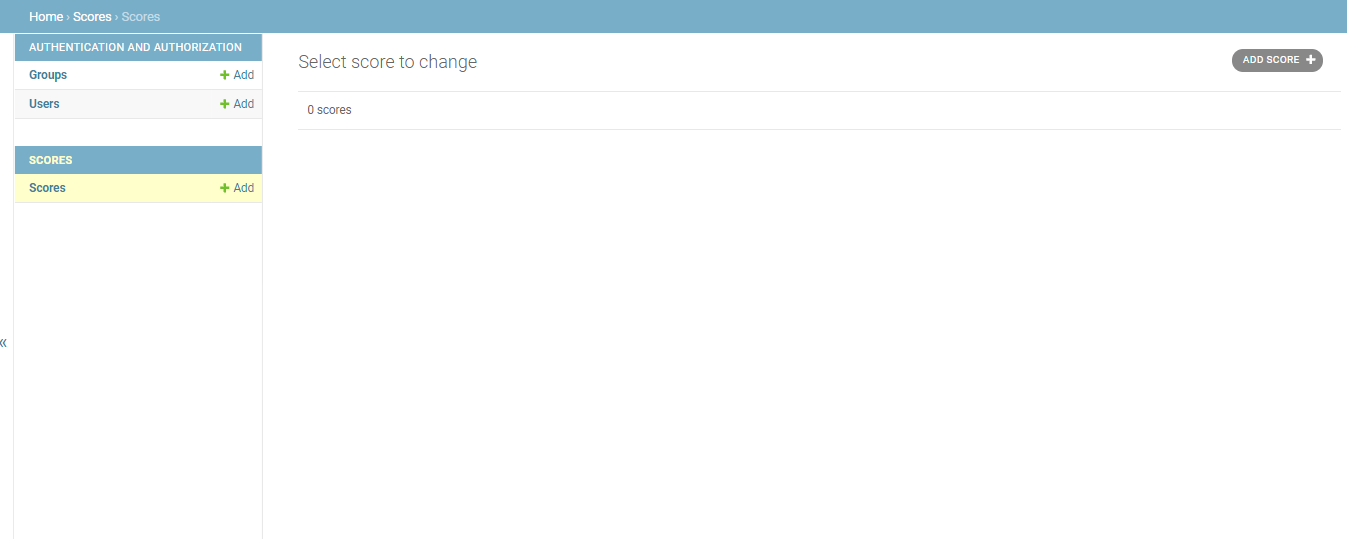 Home › Scores › Scores
AUTHENTICATION AND AUTHORIZATION
Groups + Add
Users + Add
SCORES
Scores + Add
«
Select score to change
ADD SCORE +
0 scores